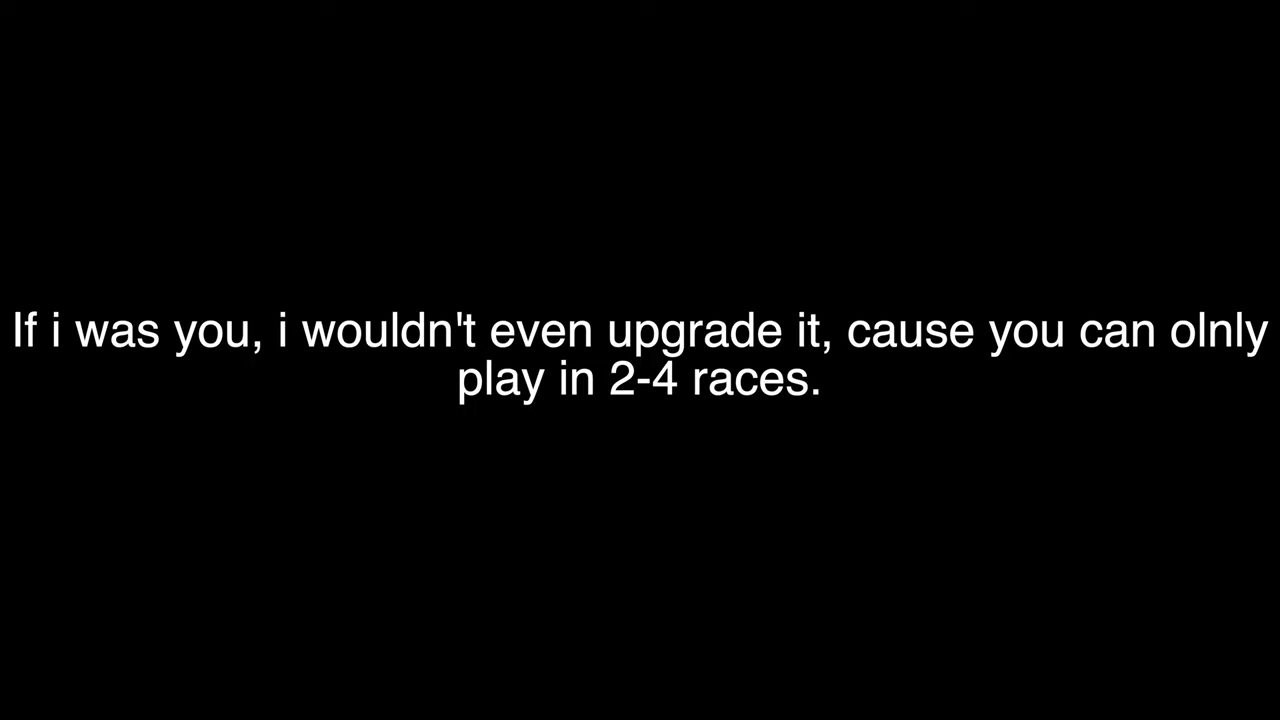 If i was you, i wouldn't even upgrade it, cause you can olnly
play in 2-4 races.